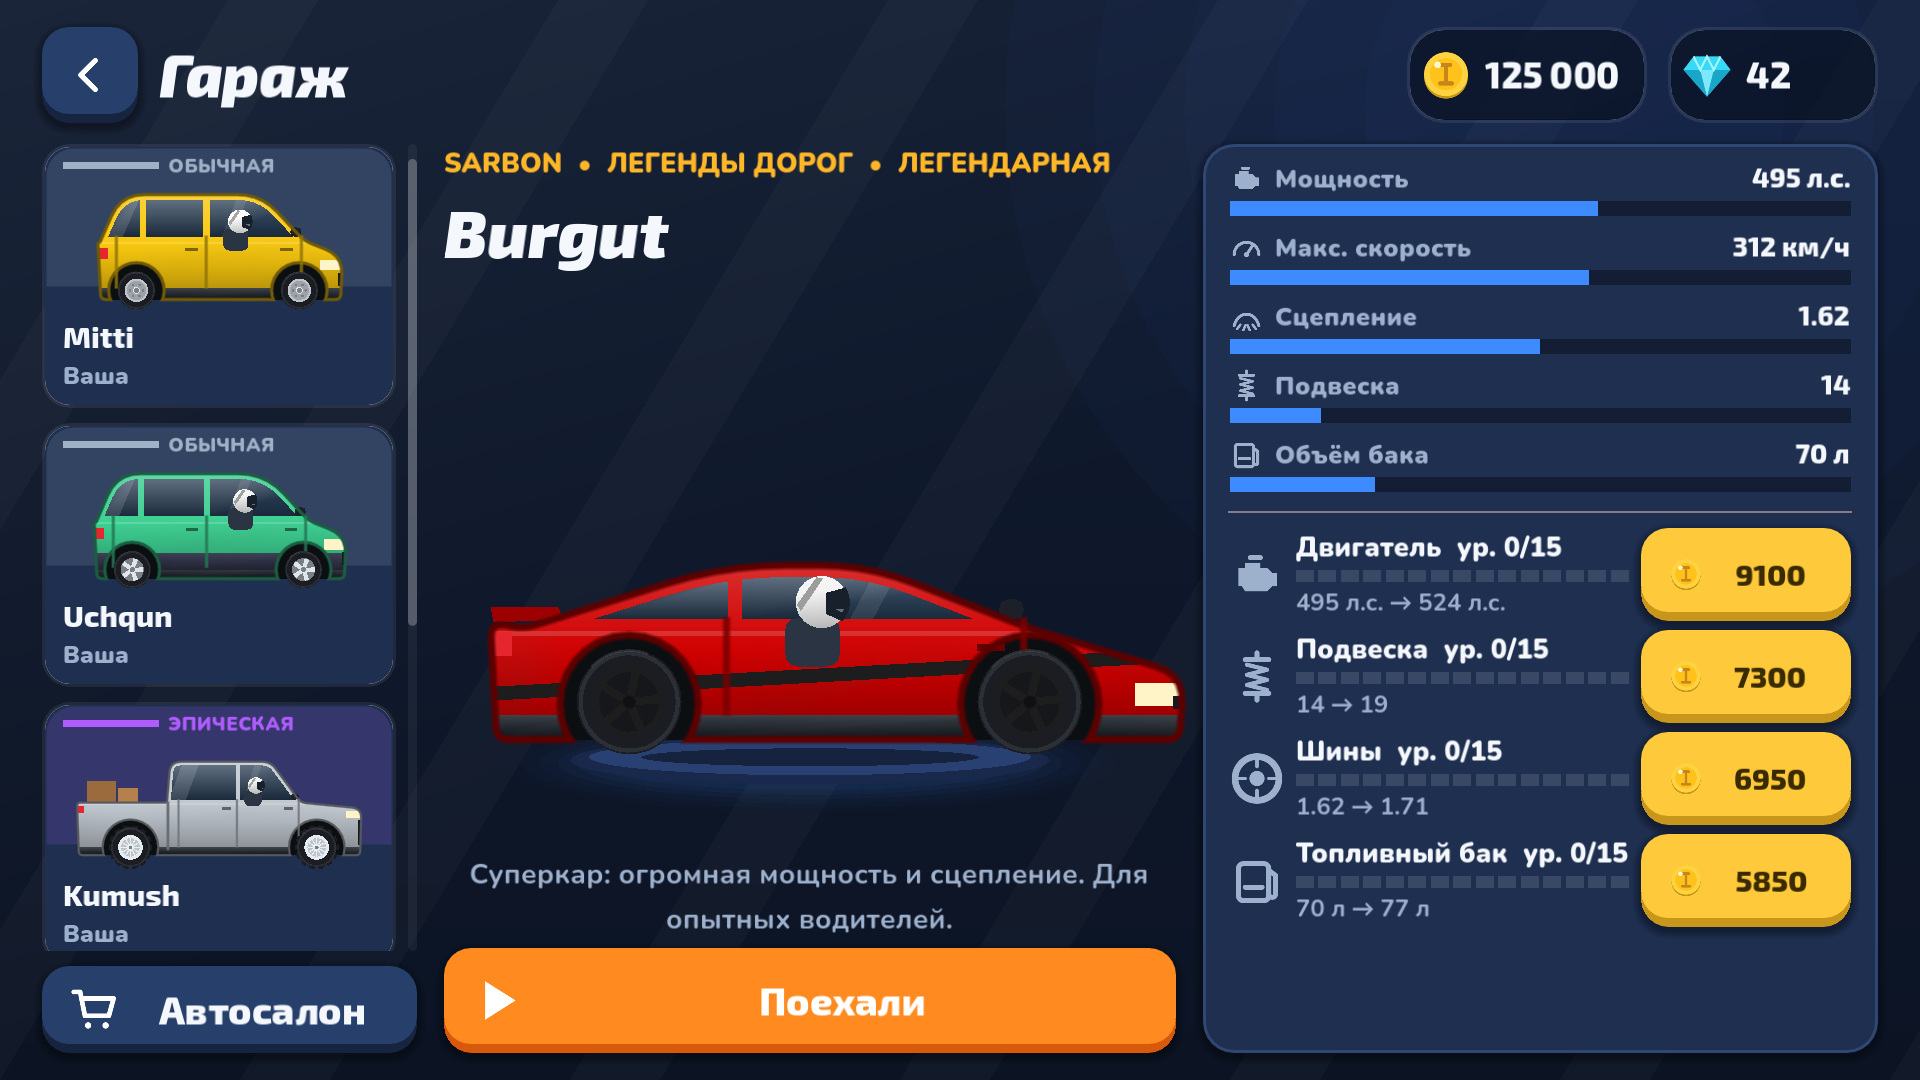 Гараж
125 000
42
ОБЫЧНАЯ
Mitti
Ваша
ОБЫЧНАЯ
Uchqun
Ваша
ЭПИЧЕСКАЯ
Kumush
Ваша
Автосалон
SARBON • ЛЕГЕНДЫ ДОРОГ • ЛЕГЕНДАРНАЯ
Burgut
Суперкар: огромная мощность и сцепление. Для
опытных водителей.
Поехали
Мощность 495 л.с.
Макс. скорость 312 км/ч
Сцепление 1.62
Подвеска 14
Объём бака 70 л
Двигатель ур. 0/15
495 л.с. → 524 л.с.
9100
Подвеска ур. 0/15
14 → 19
7300
Шины ур. 0/15
1.62 → 1.71
6950
Топливный бак ур. 0/15
70 л → 77 л
5850